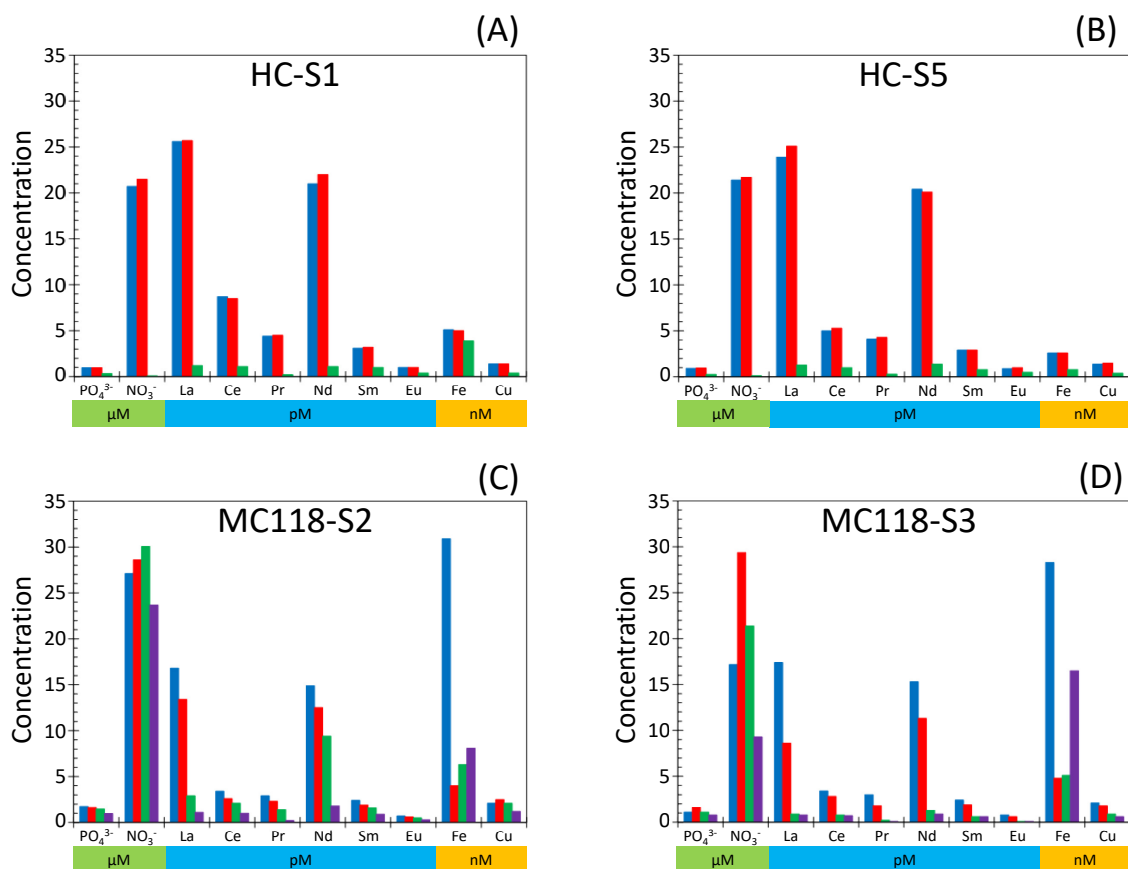 (A)
HC-S1
Concentration
35
30
25
20
15
10
5
0
PO₄³⁻ NO₃⁻ La Ce Pr Nd Sm Eu Fe Cu
µM pM nM
(B)
HC-S5
Concentration
35
30
25
20
15
10
5
0
PO₄³⁻ NO₃⁻ La Ce Pr Nd Sm Eu Fe Cu
µM pM nM
(C)
MC118-S2
Concentration
35
30
25
20
15
10
5
0
PO₄³⁻ NO₃⁻ La Ce Pr Nd Sm Eu Fe Cu
µM pM nM
(D)
MC118-S3
Concentration
35
30
25
20
15
10
5
0
PO₄³⁻ NO₃⁻ La Ce Pr Nd Sm Eu Fe Cu
µM pM nM